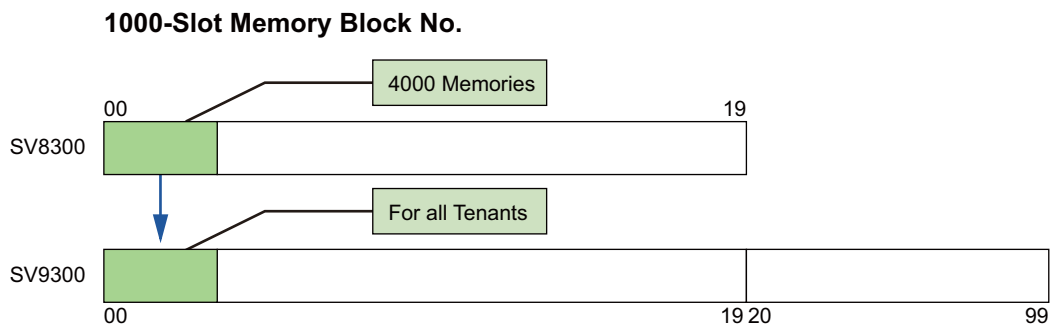 1000-Slot Memory Block No.
4000 Memories
00 19
SV8300
For all Tenants
SV9300
00 19 20 99